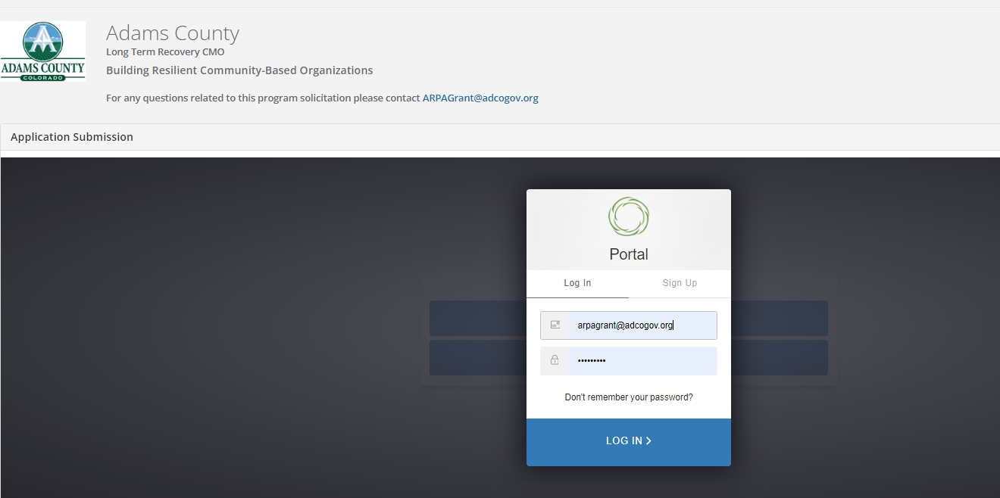 ADAMS COUNTY
COLORADO
Adams County
Long Term Recovery CMO
Building Resilient Community-Based Organizations
For any questions related to this program solicitation please contact ARPAGrant@adcogov.org
Application Submission
Portal
Log In
Sign Up
arpagrant@adcogov.org
•••••••••
Don't remember your password?
LOG IN >